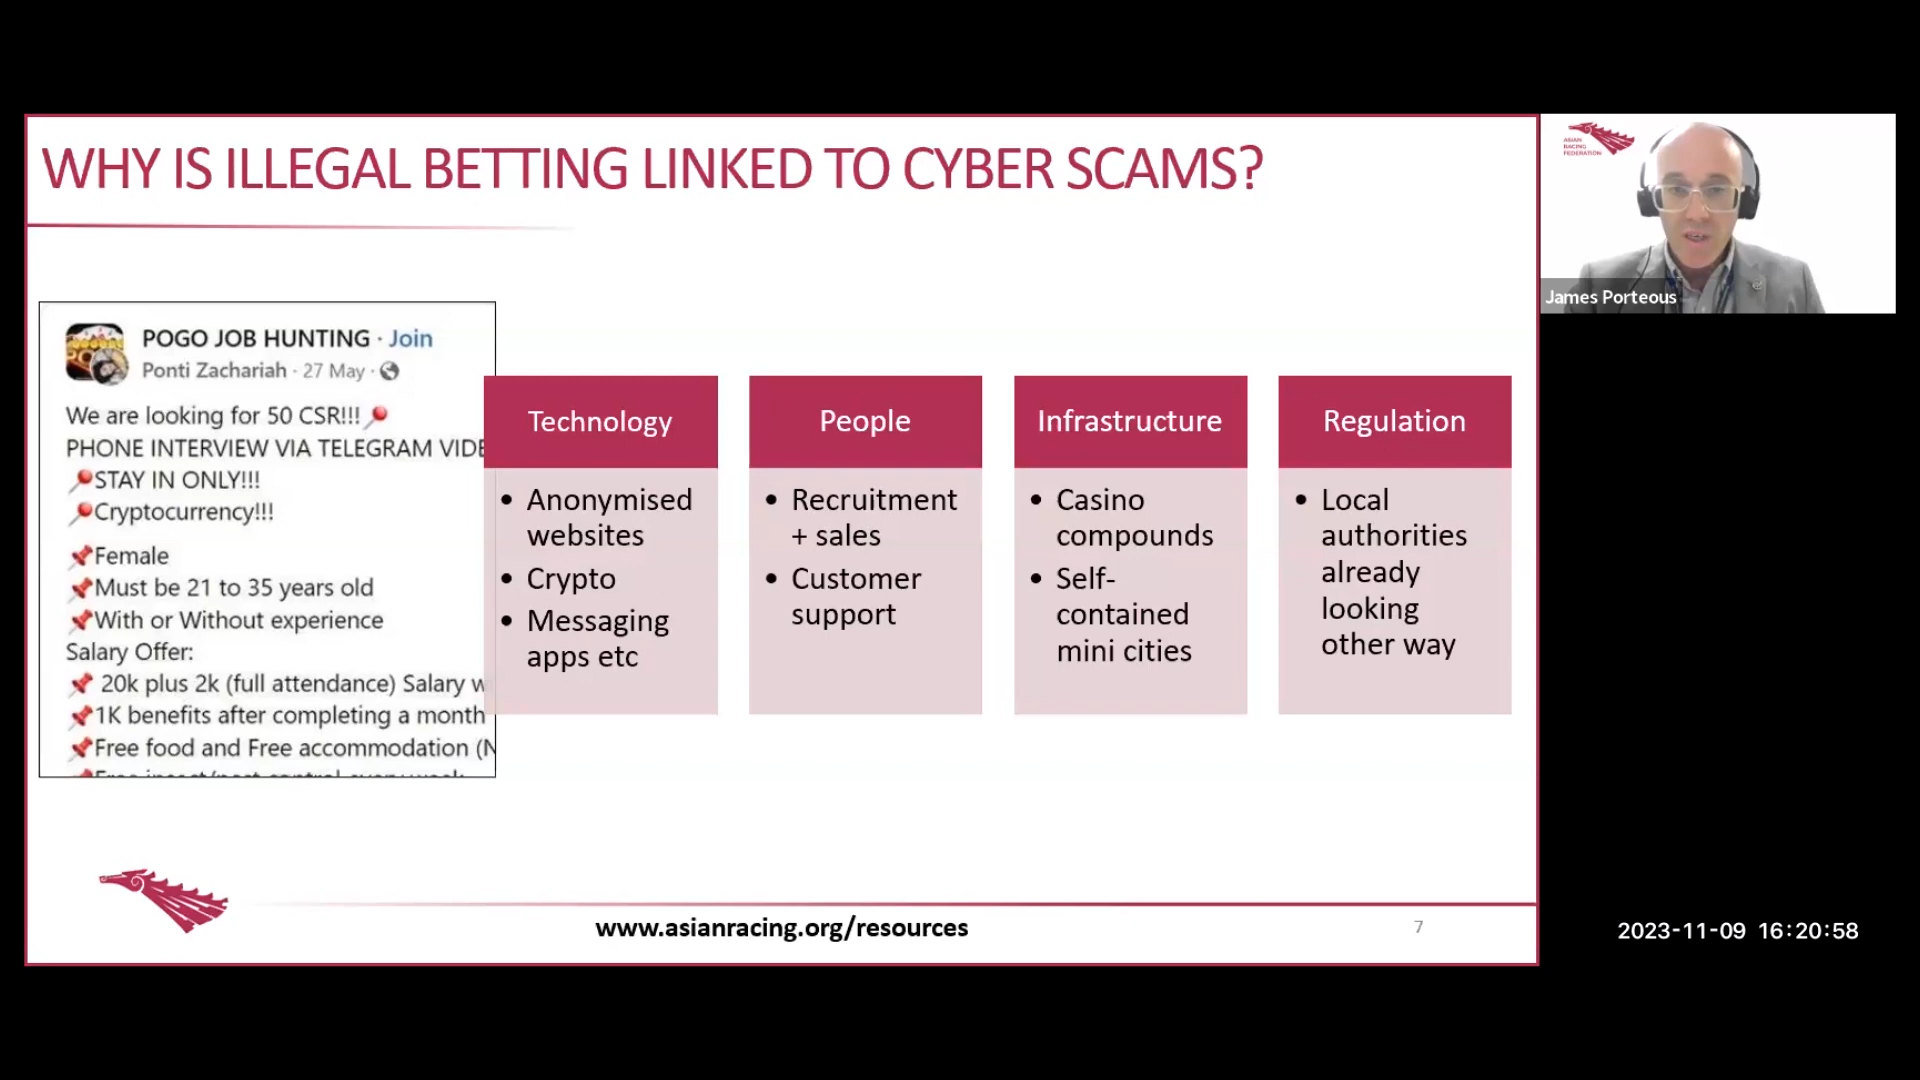 WHY IS ILLEGAL BETTING LINKED TO CYBER SCAMS?
ASIAN
RACING
FEDERATION
James Porteous
POGO JOB HUNTING · Join
Ponti Zachariah · 27 May ·
We are looking for 50 CSR!!!
PHONE INTERVIEW VIA TELEGRAM VIDE
STAY IN ONLY!!!
Cryptocurrency!!!
Female
Must be 21 to 35 years old
With or Without experience
Salary Offer:
20k plus 2k (full attendance) Salary w
1K benefits after completing a month
Free food and Free accommodation (N
Technology
• Anonymised
websites
• Crypto
• Messaging
apps etc
People
• Recruitment
+ sales
• Customer
support
Infrastructure
• Casino
compounds
• Self-
contained
mini cities
Regulation
• Local
authorities
already
looking
other way
www.asianracing.org/resources
7
2023-11-09 16:20:58